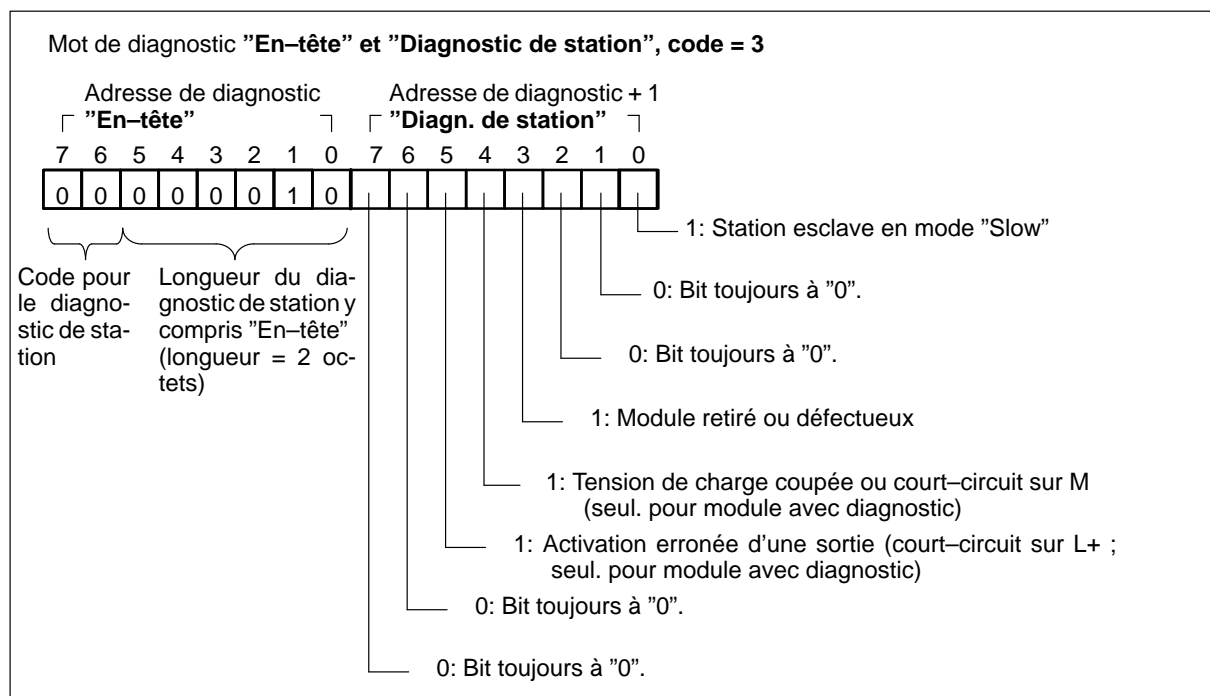 Mot de diagnostic ”En–tête” et ”Diagnostic de station”, code = 3
Adresse de diagnostic
”En–tête”
Adresse de diagnostic + 1
”Diagn. de station”
7 6 5 4 3 2 1 0 7 6 5 4 3 2 1 0
0 0 0 0 0 0 1 0
1: Station esclave en mode ”Slow”
Code pour
le diagno-
stic de sta-
tion
Longueur du dia-
gnostic de station y
compris ”En–tête”
(longueur = 2 oc-
tets)
0: Bit toujours à ”0”.
0: Bit toujours à ”0”.
1: Module retiré ou défectueux
1: Tension de charge coupée ou court–circuit sur M
(seul. pour module avec diagnostic)
1: Activation erronée d’une sortie (court–circuit sur L+ ;
seul. pour module avec diagnostic)
0: Bit toujours à ”0”.
0: Bit toujours à ”0”.